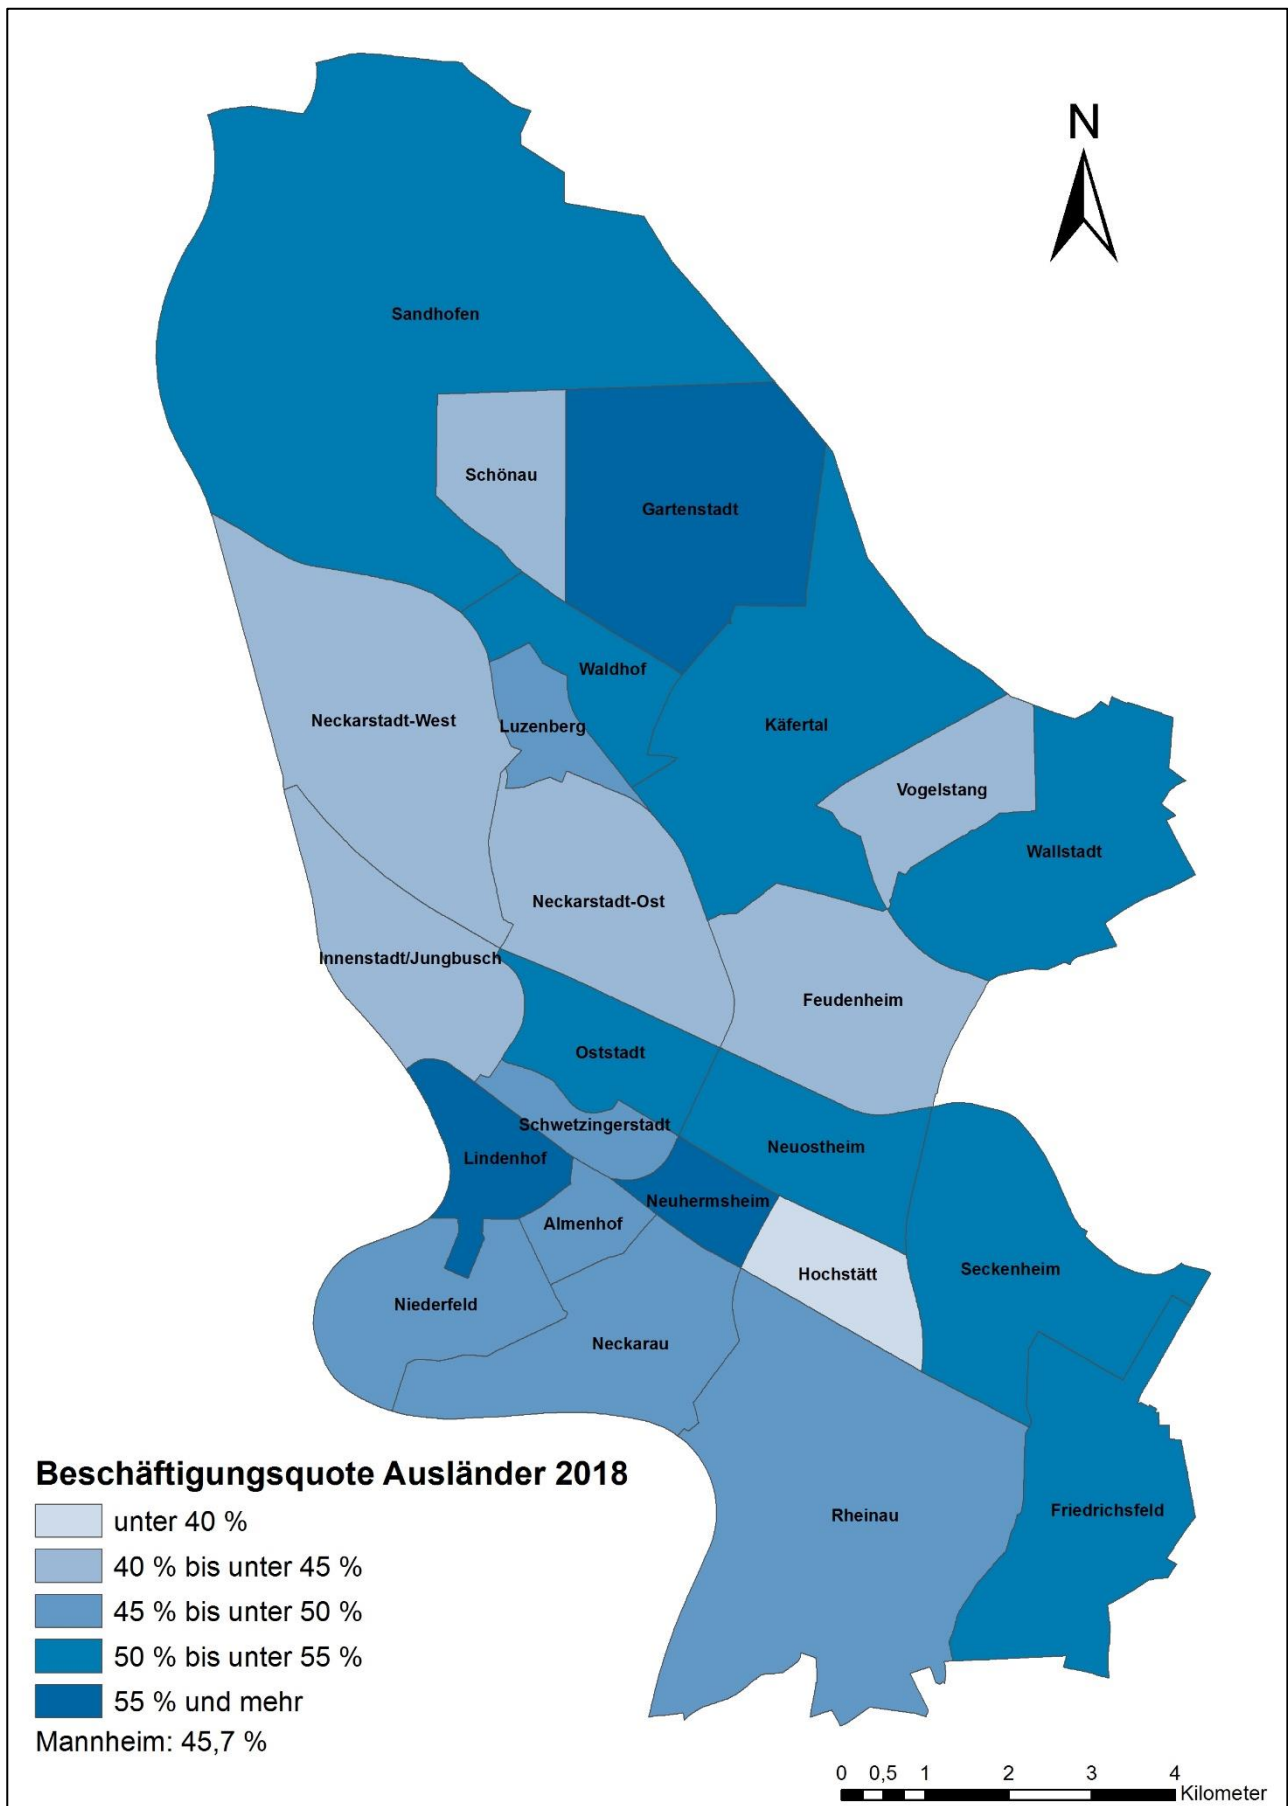 N
Sandhofen
Schönau
Gartenstadt
Waldhof
Neckarstadt-West
Luzenberg
Käfertal
Vogelstang
Wallstadt
Neckarstadt-Ost
Innenstadt/Jungbusch
Feudenheim
Oststadt
Schwetzingerstadt
Neuostheim
Lindenhof
Neuhermsheim
Almenhof
Seckenheim
Hochstätt
Niederfeld
Neckarau
Friedrichsfeld
Rheinau
Beschäftigungsquote Ausländer 2018
unter 40 %
40 % bis unter 45 %
45 % bis unter 50 %
50 % bis unter 55 %
55 % und mehr
Mannheim: 45,7 %
0 0,5 1 2 3 4
Kilometer